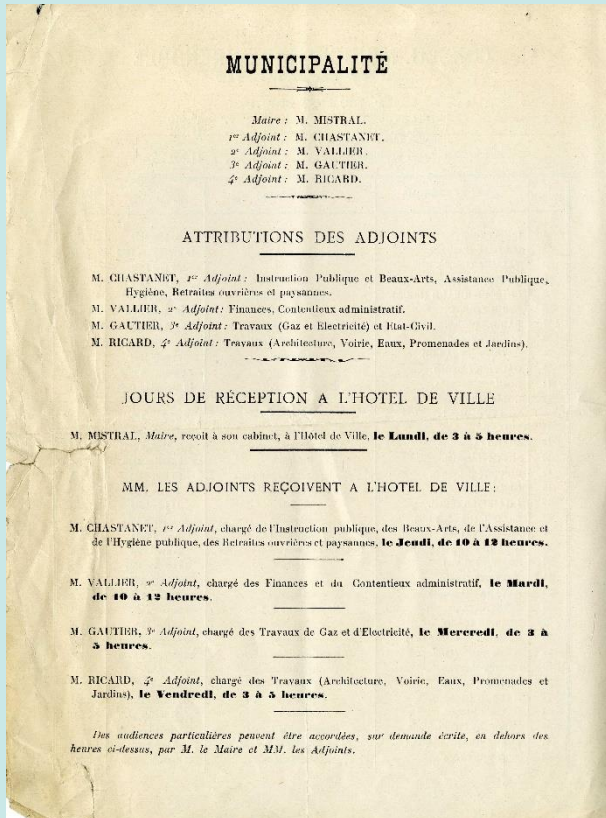 MUNICIPALITÉ
Maire : M. MISTRAL.
1er Adjoint : M. CHASTANET.
2e Adjoint : M. VALLIER.
3e Adjoint : M. GAUTIER.
4e Adjoint : M. RICARD.
ATTRIBUTIONS DES ADJOINTS
M. CHASTANET, 1er Adjoint : Instruction Publique et Beaux-Arts, Assistance Publique,
Hygiène, Retraites ouvrières et paysannes.
M. VALLIER, 2e Adjoint : Finances, Contentieux administratif.
M. GAUTIER, 3e Adjoint : Travaux (Gaz et Electricité) et Etat-Civil.
M. RICARD, 4e Adjoint : Travaux (Architecture, Voirie, Eaux, Promenades et Jardins).
JOURS DE RÉCEPTION A L'HOTEL DE VILLE
M. MISTRAL, Maire, reçoit à son cabinet, à l'Hôtel de Ville, le Lundi, de 3 à 5 heures.
MM. LES ADJOINTS REÇOIVENT A L'HOTEL DE VILLE :
M. CHASTANET, 1er Adjoint, chargé de l'Instruction publique, des Beaux-Arts, de l'Assistance et
de l'Hygiène publique, des Retraites ouvrières et paysannes, le Jeudi, de 10 à 12 heures.
M. VALLIER, 2e Adjoint, chargé des Finances et du Contentieux administratif, le Mardi,
de 10 à 12 heures.
M. GAUTIER, 3e Adjoint, chargé des Travaux de Gaz et d'Electricité, le Mercredi, de 3 à
5 heures.
M. RICARD, 4e Adjoint, chargé des Travaux (Architecture, Voirie, Eaux, Promenades et
Jardins), le Vendredi, de 3 à 5 heures.
Des audiences particulières peuvent être accordées, sur demande écrite, en dehors des
heures ci-dessus, par M. le Maire et MM. les Adjoints.